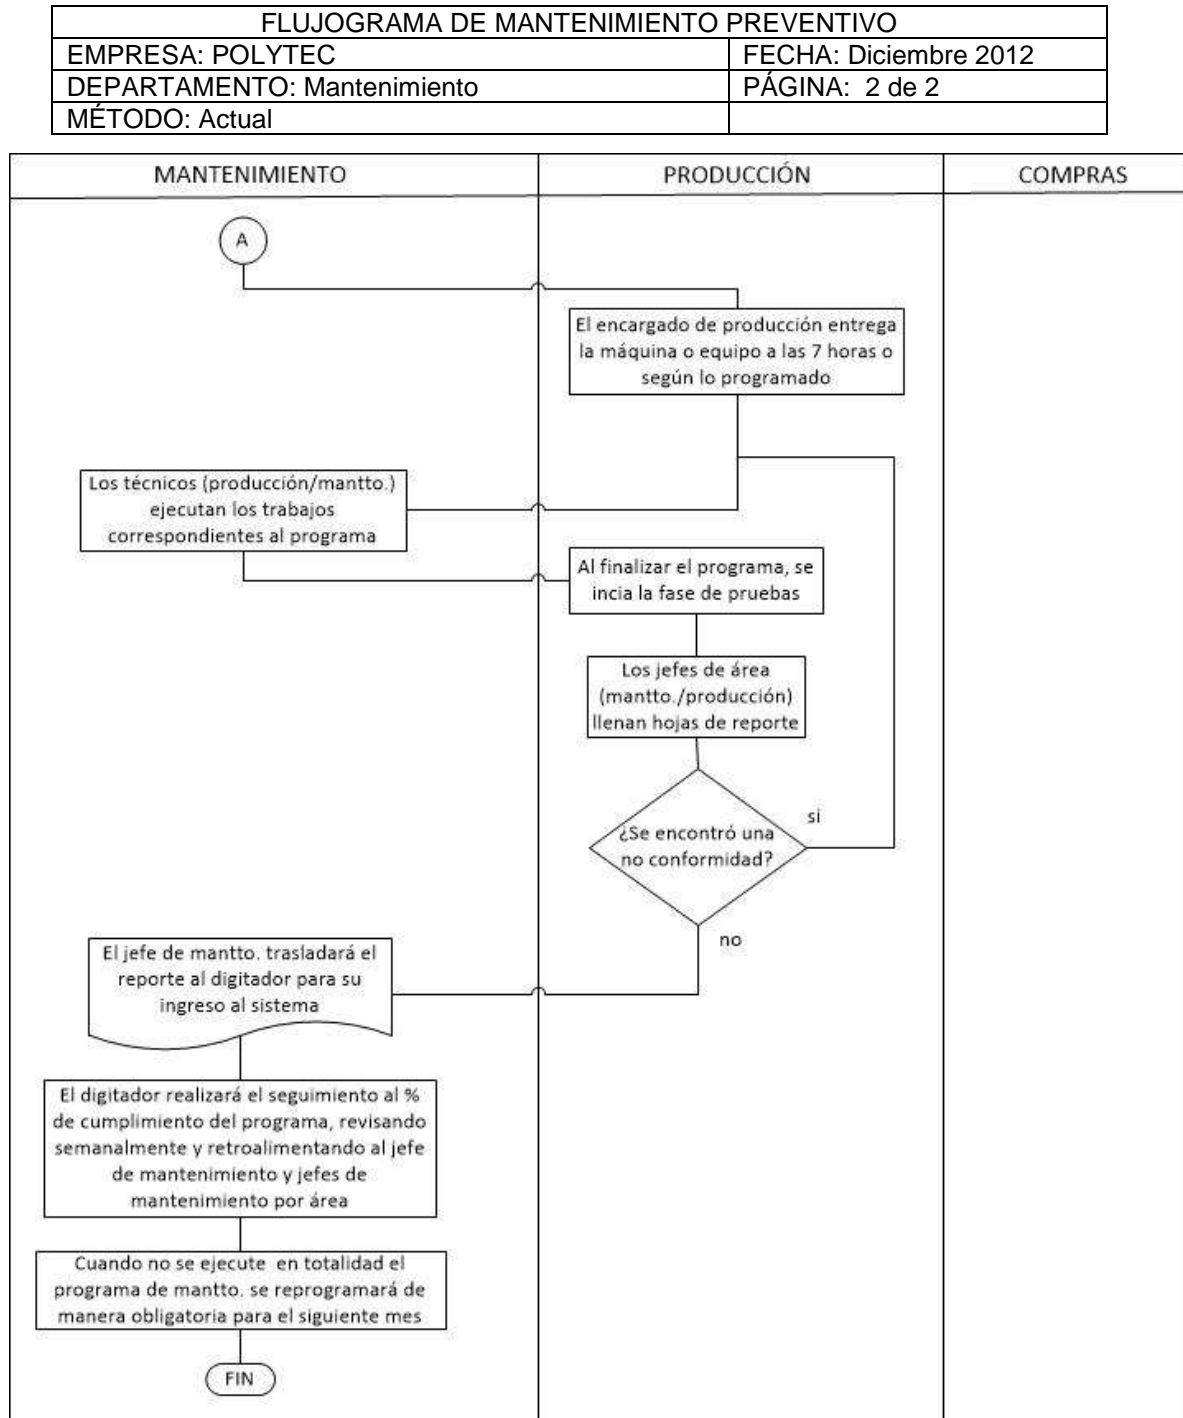 FLUJOGRAMA DE MANTENIMIENTO PREVENTIVO
EMPRESA: POLYTEC
FECHA: Diciembre 2012
DEPARTAMENTO: Mantenimiento
PÁGINA: 2 de 2
MÉTODO: Actual
MANTENIMIENTO
PRODUCCIÓN
COMPRAS
A
El encargado de producción entrega
la máquina o equipo a las 7 horas o
según lo programado
Los técnicos (producción/mantto.)
ejecutan los trabajos
correspondientes al programa
Al finalizar el programa, se
incia la fase de pruebas
Los jefes de área
(mantto./producción)
llenan hojas de reporte
¿Se encontró una
no conformidad?
si
no
El jefe de mantto. trasladará el
reporte al digitador para su
ingreso al sistema
El digitador realizará el seguimiento al %
de cumplimiento del programa, revisando
semanalmente y retroalimentando al jefe
de mantenimiento y jefes de
mantenimiento por área
Cuando no se ejecute en totalidad el
programa de mantto. se reprogramará de
manera obligatoria para el siguiente mes
FIN